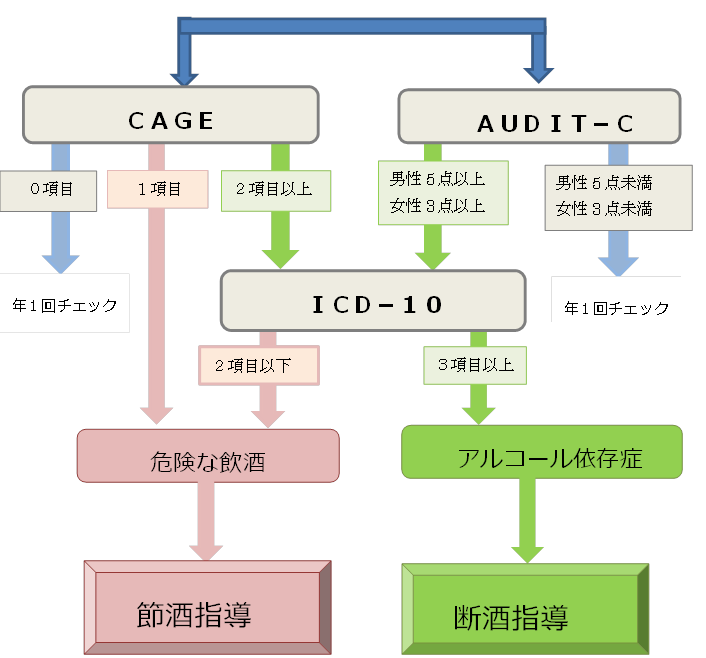 CAGE
AUDIT−C
０項目
１項目
２項目以上
男性５点以上
女性３点以上
男性５点未満
女性３点未満
年１回チェック
年１回チェック
ICD−１０
２項目以下
３項目以上
危険な飲酒
アルコール依存症
節酒指導
断酒指導